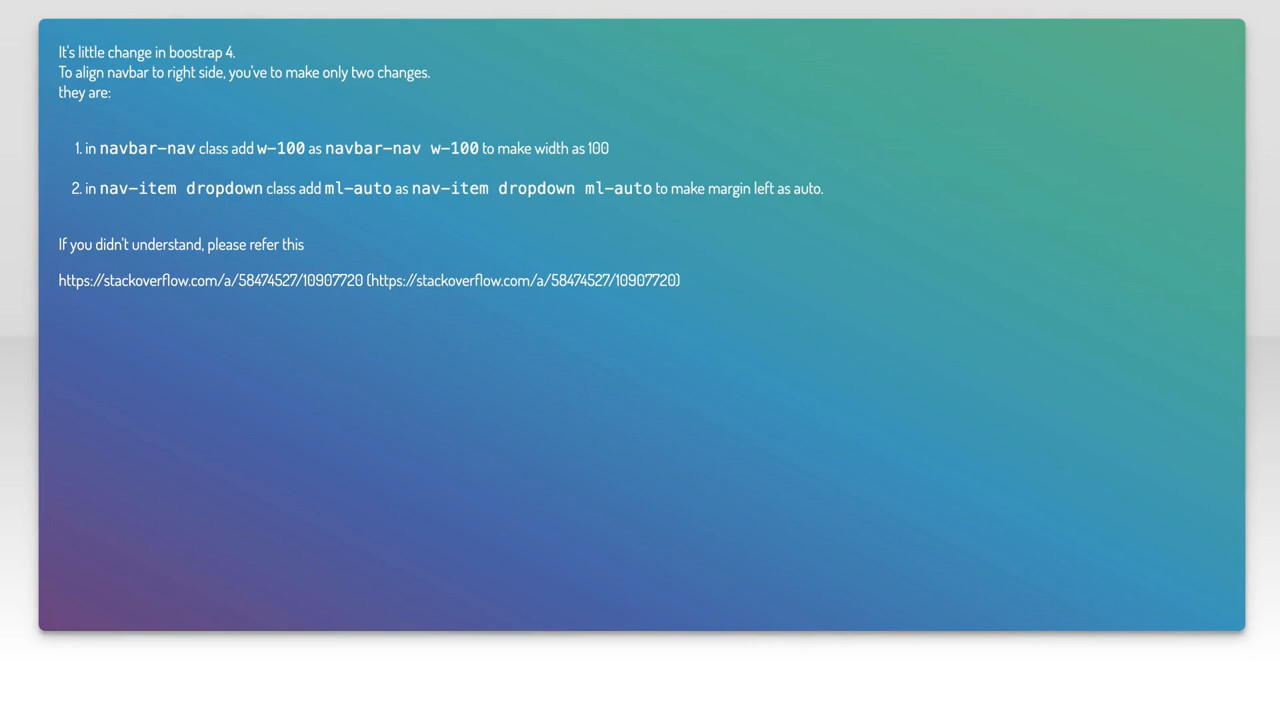 It's little change in boostrap 4.
To align navbar to right side, you've to make only two changes.
they are:
1. in navbar-nav class add w-100 as navbar-nav w-100 to make width as 100
2. in nav-item dropdown class add ml-auto as nav-item dropdown ml-auto to make margin left as auto.
If you didn't understand, please refer this
https://stackoverflow.com/a/58474527/10907720 (https://stackoverflow.com/a/58474527/10907720)